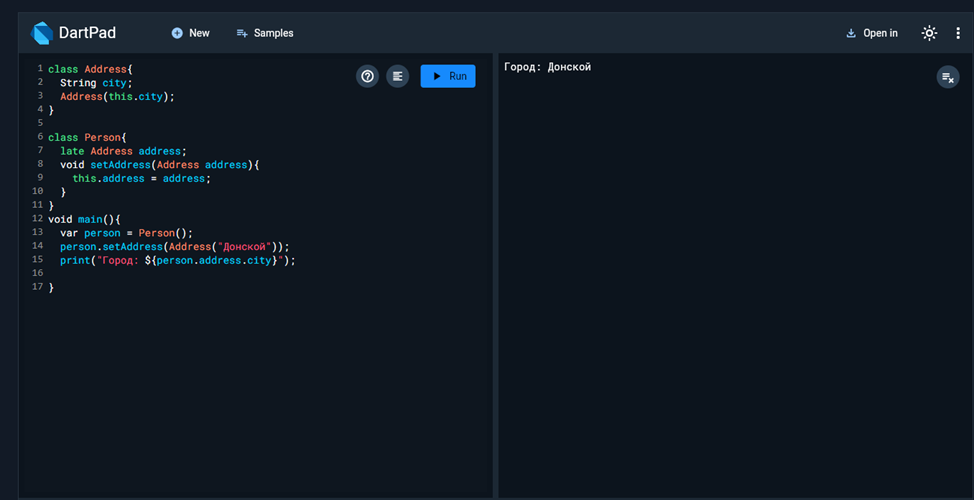 DartPad New Samples Open in
Run
1 class Address{
2   String city;
3   Address(this.city);
4 }
5
6 class Person{
7   late Address address;
8   void setAddress(Address address){
9     this.address = address;
10   }
11 }
12 void main(){
13   var person = Person();
14   person.setAddress(Address("Донской"));
15   print("Город: ${person.address.city}");
16
17 }
Город: Донской